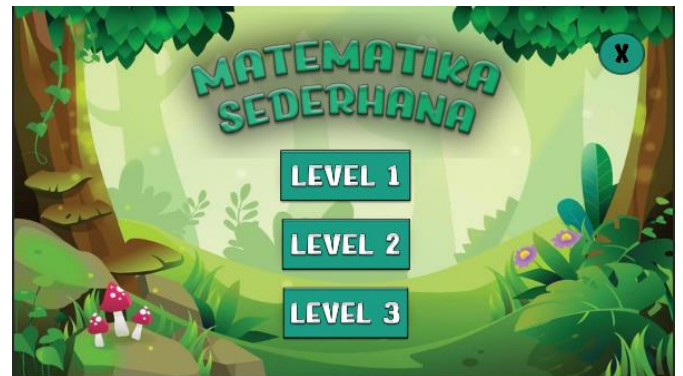 MATEMATIKA
SEDERHANA
X
LEVEL 1
LEVEL 2
LEVEL 3